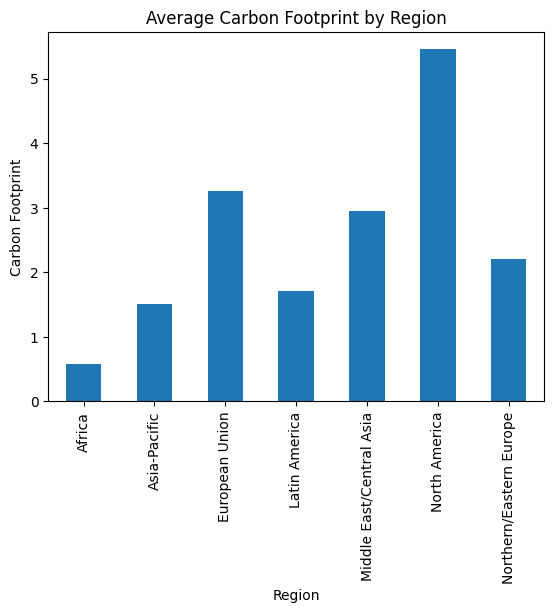 Average Carbon Footprint by Region
Carbon Footprint
5
4
3
2
1
0
Africa
Asia-Pacific
European Union
Latin America
Middle East/Central Asia
North America
Northern/Eastern Europe
Region